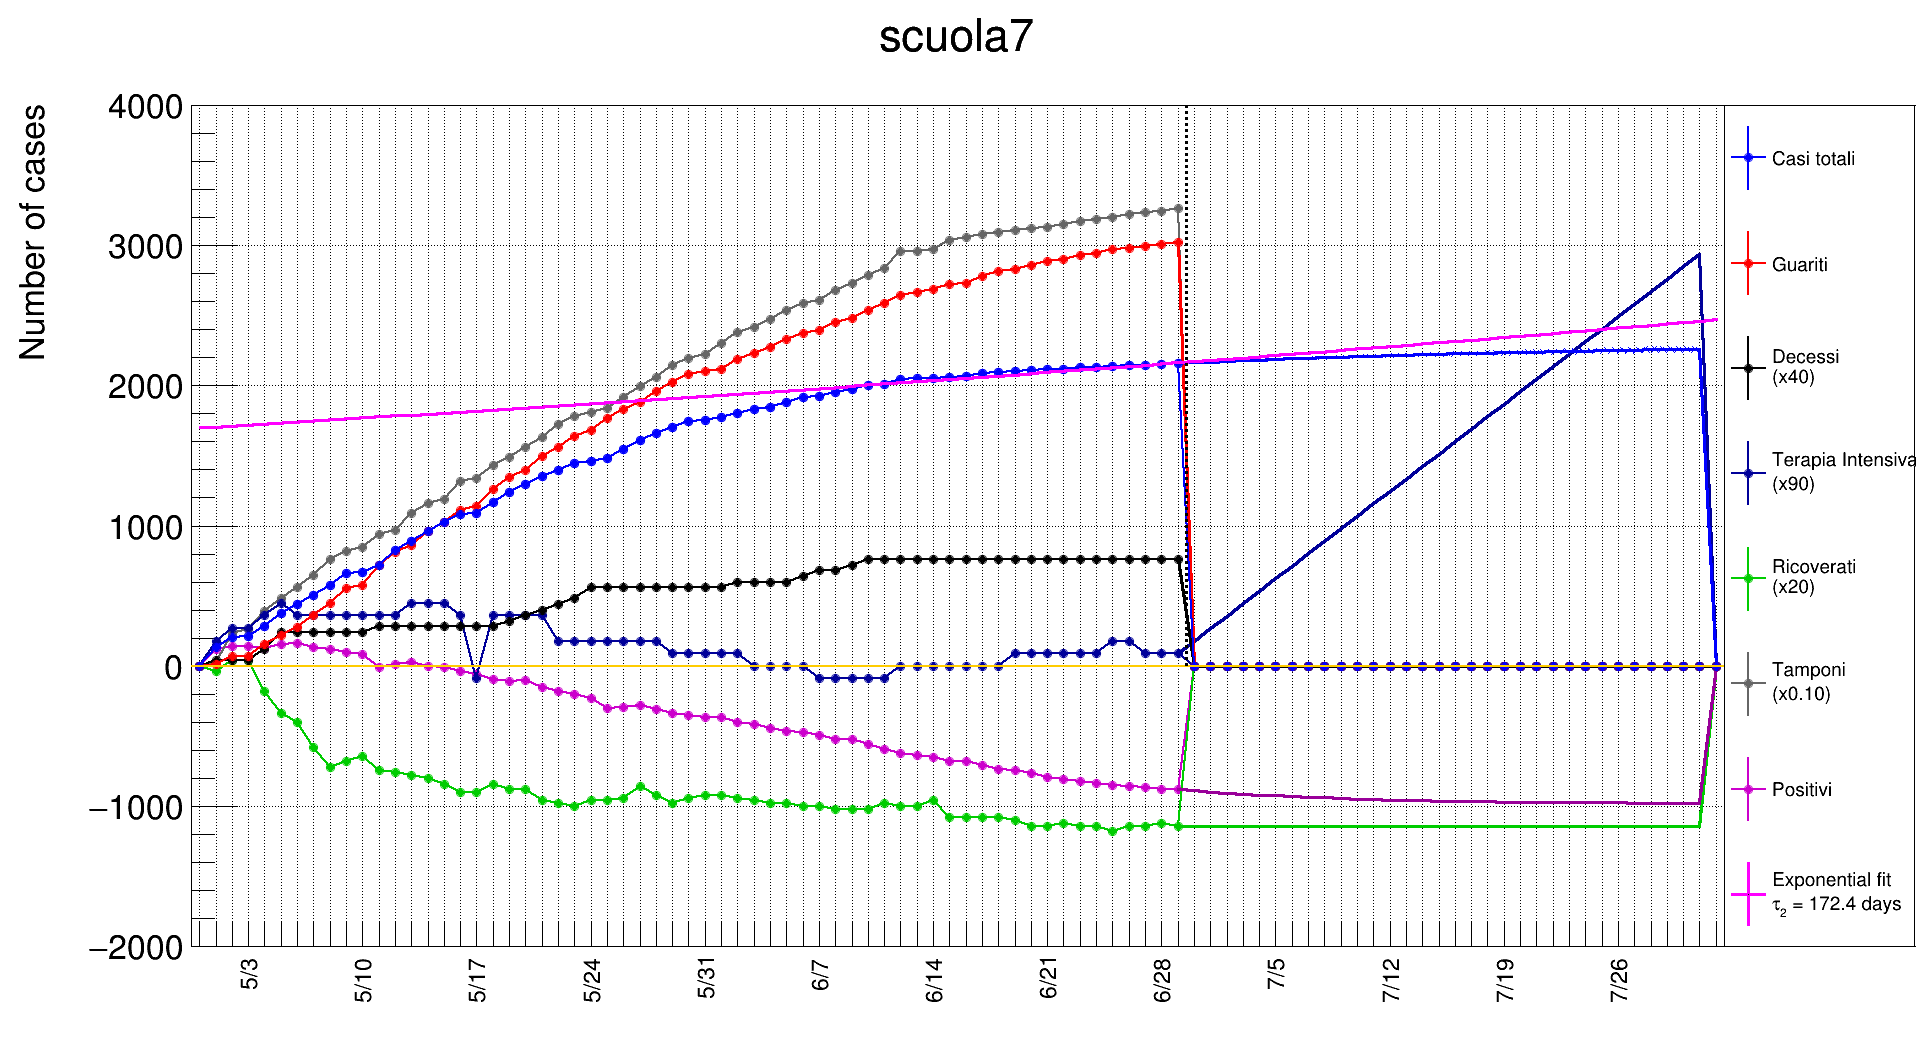 scuola7
Number of cases
4000
3000
2000
1000
0
−1000
−2000
5/3
5/10
5/17
5/24
5/31
6/7
6/14
6/21
6/28
7/5
7/12
7/19
7/26
Casi totali
Guariti
Decessi
(x40)
Terapia Intensiva
(x90)
Ricoverati
(x20)
Tamponi
(x0.10)
Positivi
Exponential fit
τ2 = 172.4 days